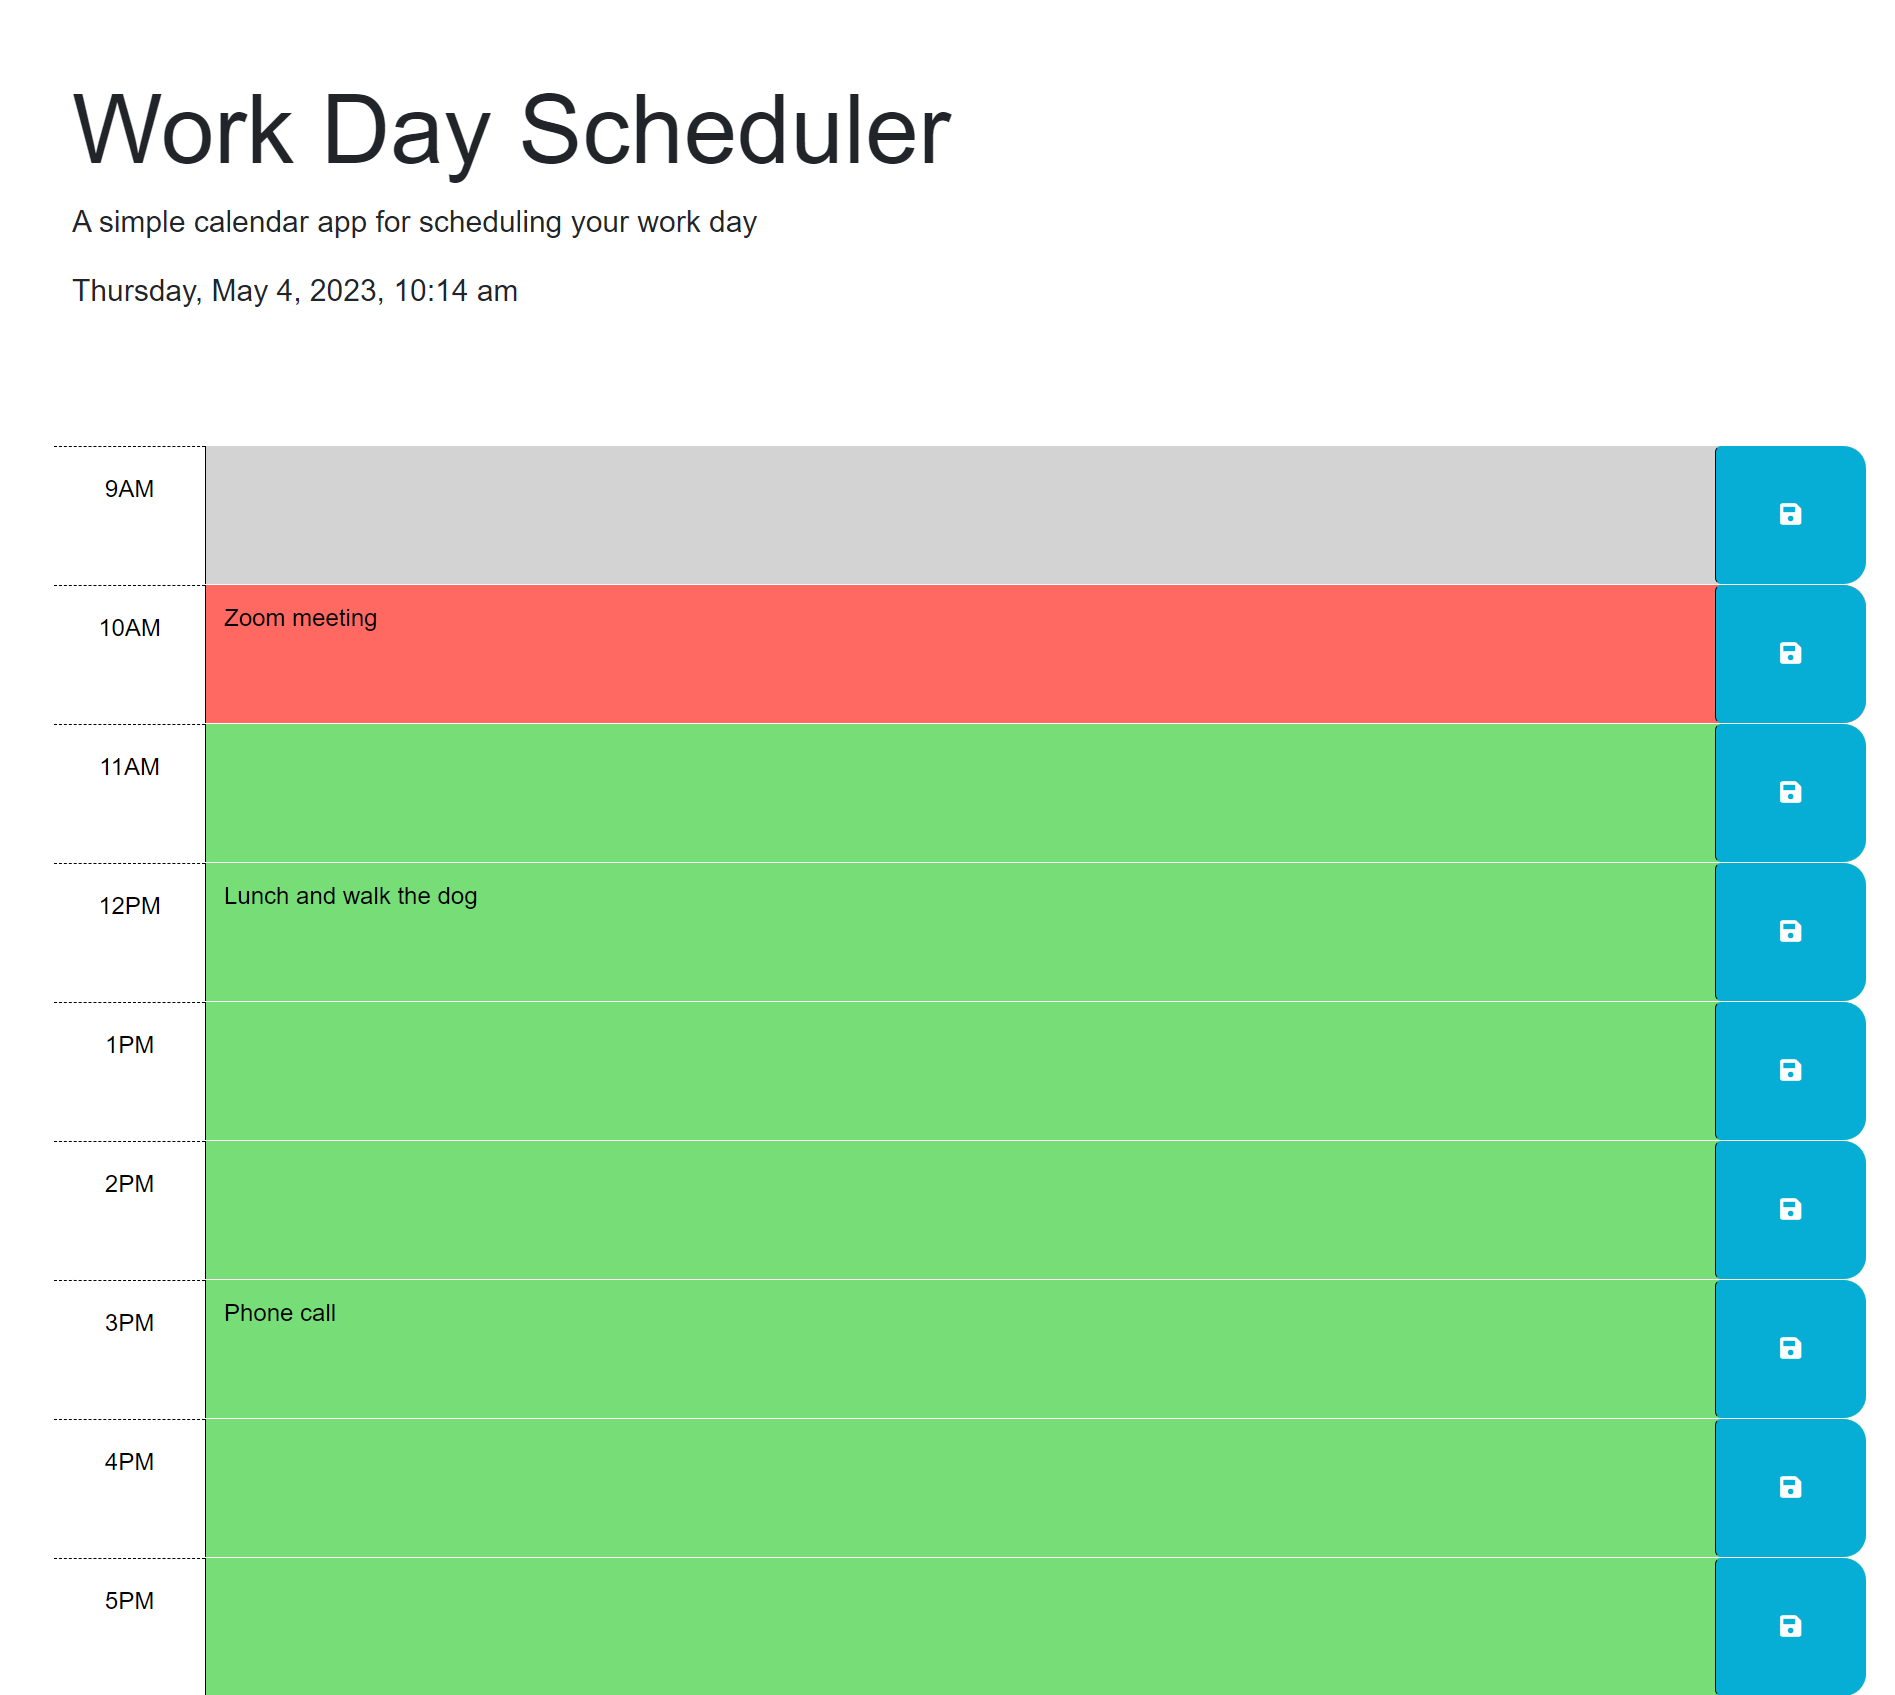 Work Day Scheduler
A simple calendar app for scheduling your work day
Thursday, May 4, 2023, 10:14 am
9AM
10AM
Zoom meeting
11AM
12PM
Lunch and walk the dog
1PM
2PM
3PM
Phone call
4PM
5PM